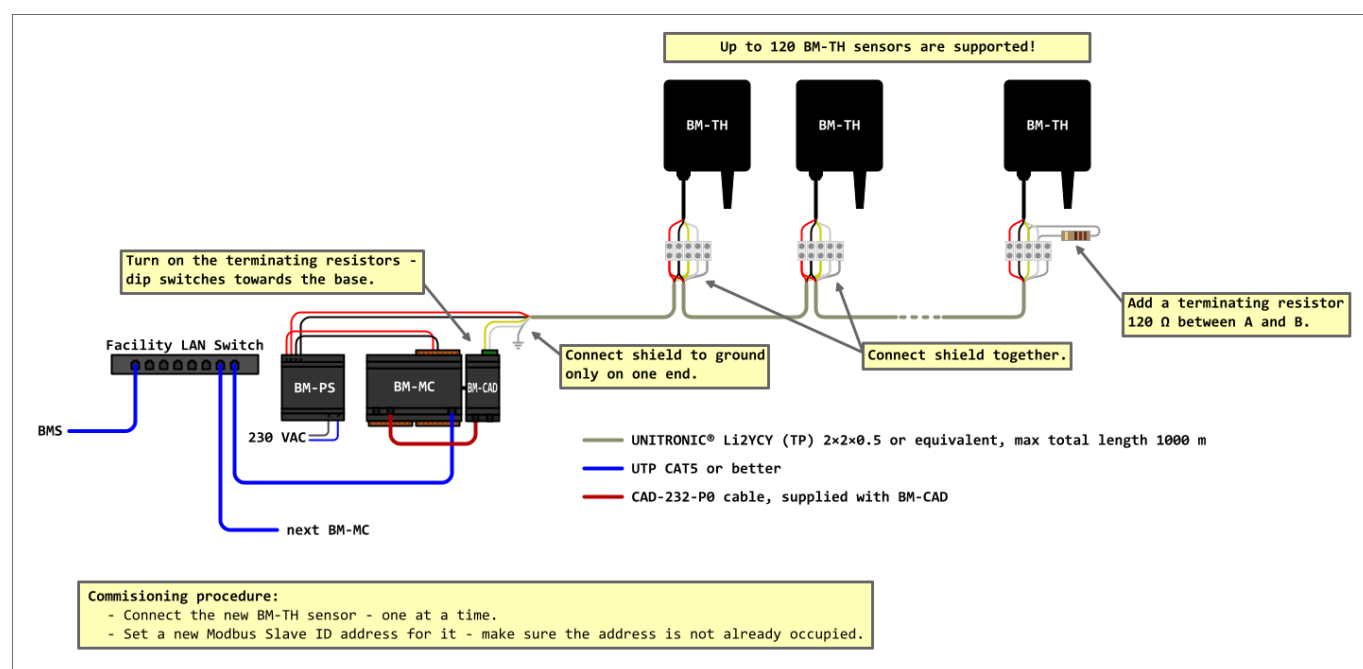 Up to 120 BM-TH sensors are supported!
BM-TH
BM-TH
BM-TH
Turn on the terminating resistors -
dip switches towards the base.
Add a terminating resistor
120 Ω between A and B.
Facility LAN Switch
Connect shield to ground
only on one end.
Connect shield together.
BM-PS
BM-MC
BM-CAD
BMS
230 VAC
UNITRONIC® Li2YCY (TP) 2×2×0.5 or equivalent, max total length 1000 m
UTP CAT5 or better
CAD-232-P0 cable, supplied with BM-CAD
next BM-MC
Commisioning procedure:
- Connect the new BM-TH sensor - one at a time.
- Set a new Modbus Slave ID address for it - make sure the address is not already occupied.